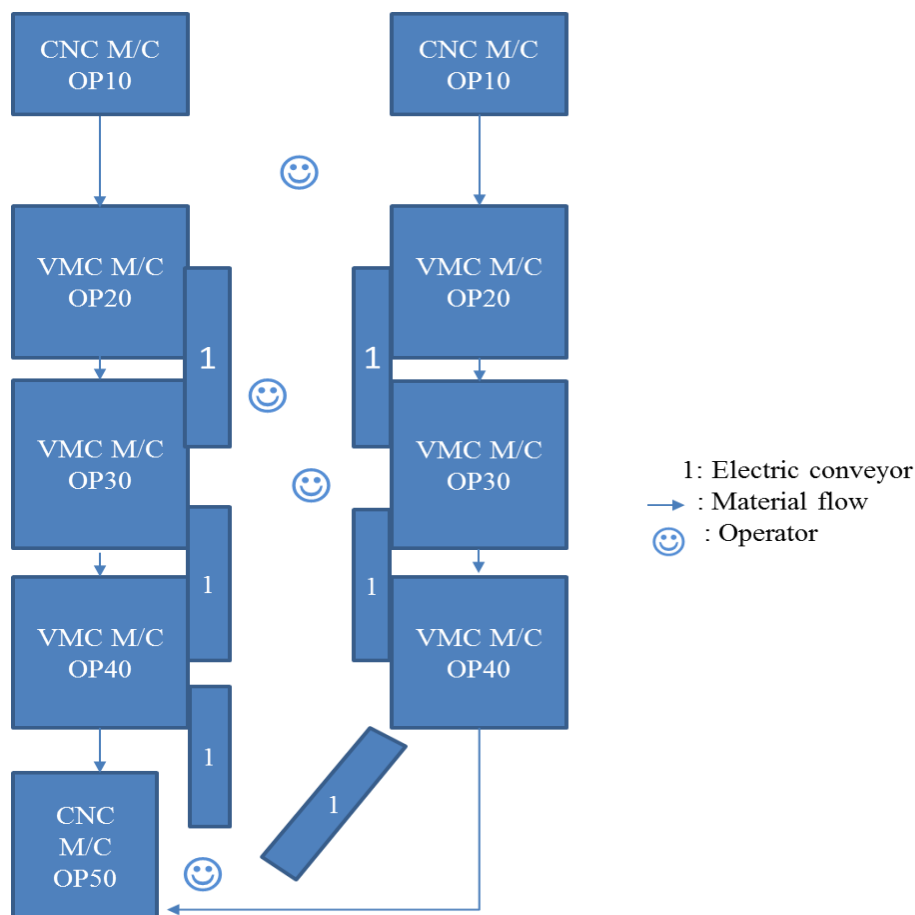 CNC M/C
OP10
CNC M/C
OP10
VMC M/C
OP20
VMC M/C
OP20
1
1
VMC M/C
OP30
VMC M/C
OP30
1: Electric conveyor
: Material flow
: Operator
1
1
VMC M/C
OP40
VMC M/C
OP40
1
1
CNC
M/C
OP50